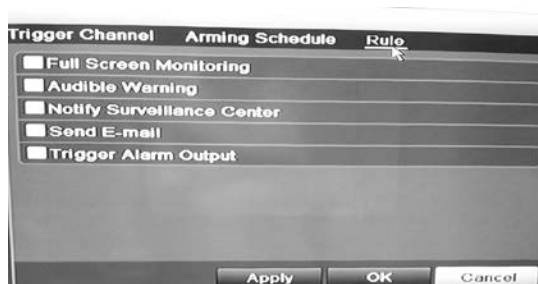 Trigger Channel Arming Schedule Rule
Full Screen Monitoring
Audible Warning
Notify Surveillance Center
Send E-mail
Trigger Alarm Output
Apply OK Cancel